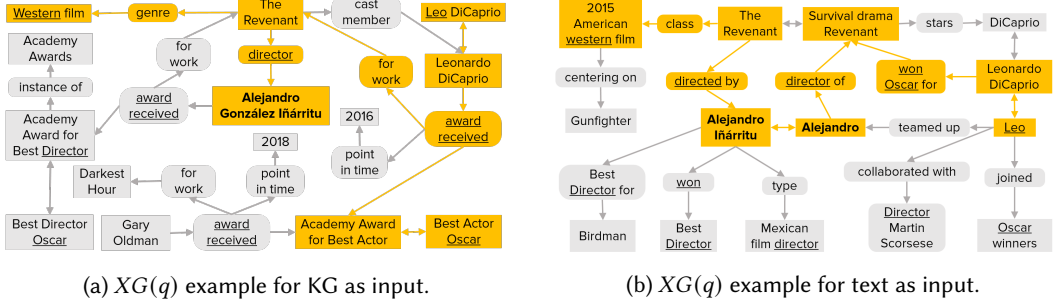 Western film
genre
The
Revenant
cast
member
Leo DiCaprio
Academy
Awards
for
work
director
for
work
Leonardo
DiCaprio
instance of
award
received
Alejandro
González Iñárritu
2016
award
received
Academy
Award for
Best Director
2018
point
in time
Darkest
Hour
for
work
point
in time
Best Director
Oscar
Gary
Oldman
award
received
Academy Award
for Best Actor
Best Actor
Oscar
(a) XG(q) example for KG as input.
2015
American
western film
class
The
Revenant
Survival drama
Revenant
stars
DiCaprio
centering on
directed by
director of
won
Oscar for
Leonardo
DiCaprio
Gunfighter
Alejandro
Iñárritu
Alejandro
teamed up
Leo
Best
Director for
won
type
collaborated with
joined
Birdman
Best
Director
Mexican
film director
Director
Martin
Scorsese
Oscar
winners
(b) XG(q) example for text as input.